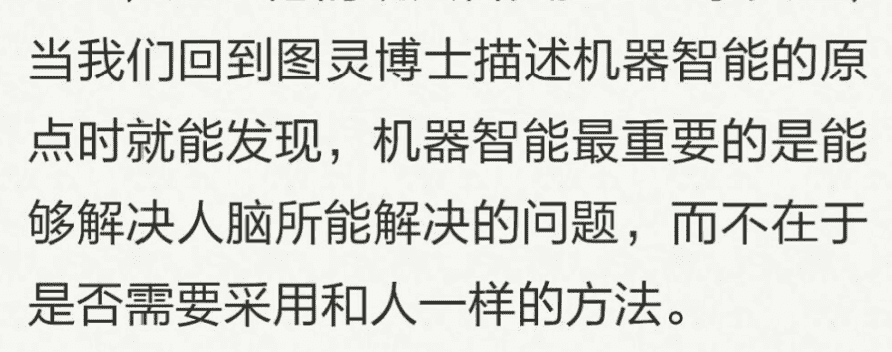 当我们回到图灵博士描述机器智能的原
点时就能发现，机器智能最重要的是能
够解决人脑所能解决的问题，而不在于
是否需要采用和人一样的方法。